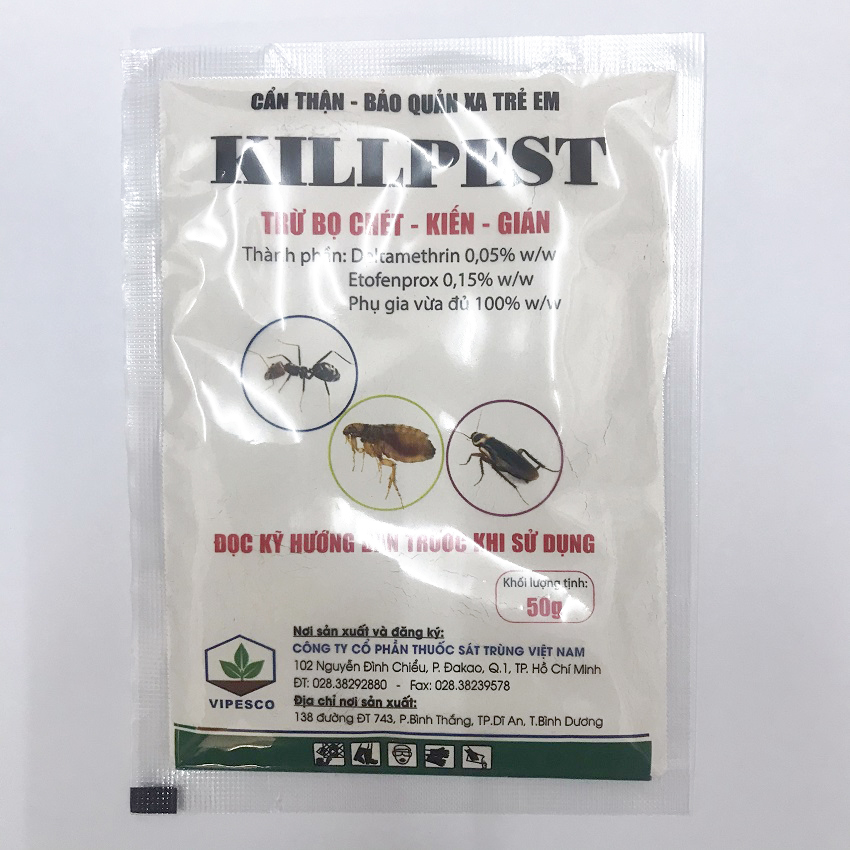 CẨN THẬN - BẢO QUẢN XA TRẺ EM
KILLPEST
TRỪ BỌ CHÉT - KIẾN - GIÁN
Thành phần: Deltamethrin 0,05% w/w
Etofenprox 0,15% w/w
Phụ gia vừa đủ 100% w/w
ĐỌC KỸ HƯỚNG DẪN TRƯỚC KHI SỬ DỤNG
Khối lượng tịnh:
50g
Nơi sản xuất và đăng ký:
CÔNG TY CỔ PHẦN THUỐC SÁT TRÙNG VIỆT NAM
102 Nguyễn Đình Chiểu, P. Đakao, Q.1, TP. Hồ Chí Minh
ĐT: 028.38292880 - Fax: 028.38239578
Địa chỉ nơi sản xuất:
138 đường ĐT 743, P.Bình Thắng, TP.Dĩ An, T.Bình Dương
VIPESCO